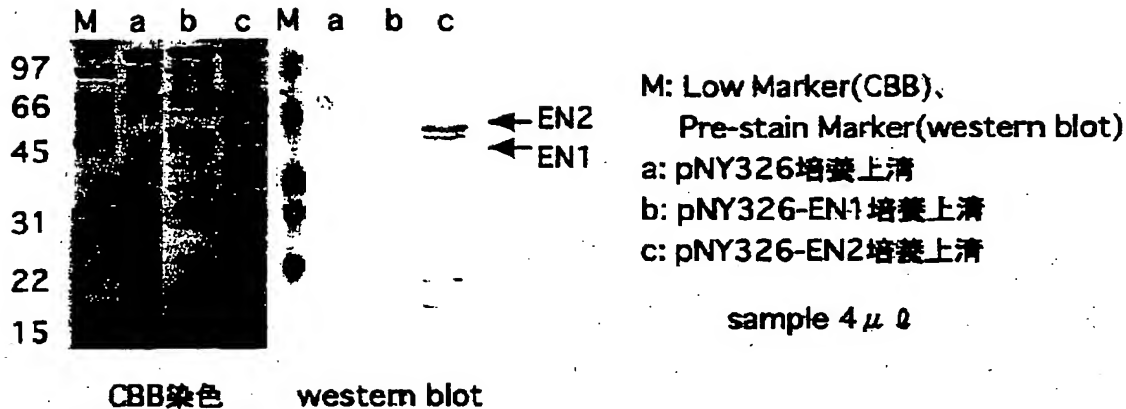 M a b c M a b c
97
66
45
31
22
15
EN2
EN1
CBB染色 western blot
M: Low Marker(CBB)、
Pre-stain Marker(western blot)
a: pNY326培養上清
b: pNY326-EN1培養上清
c: pNY326-EN2培養上清
sample 4μℓ